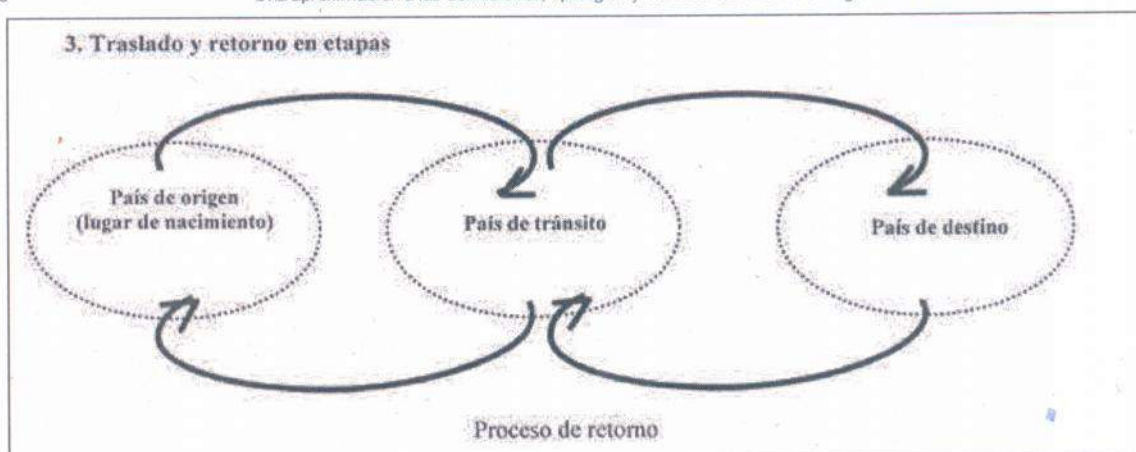 3. Traslado y retorno en etapas
País de origen
(lugar de nacimiento)
País de tránsito
País de destino
Proceso de retorno